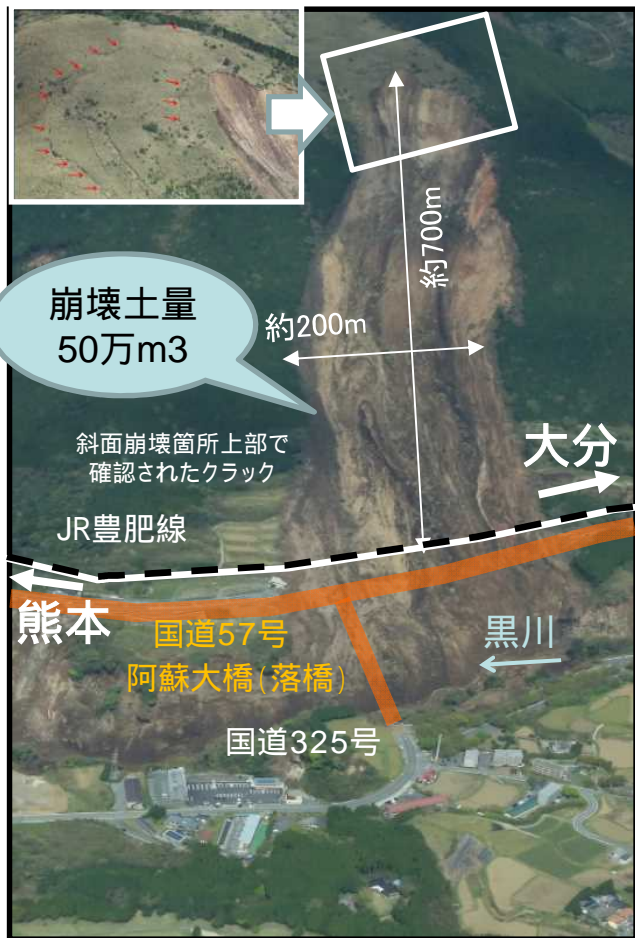 崩壊土量
50万m3
約700m
約200m
斜面崩壊箇所上部で
確認されたクラック
大分
JR豊肥線
熊本
国道57号
阿蘇大橋(落橋)
黒川
国道325号